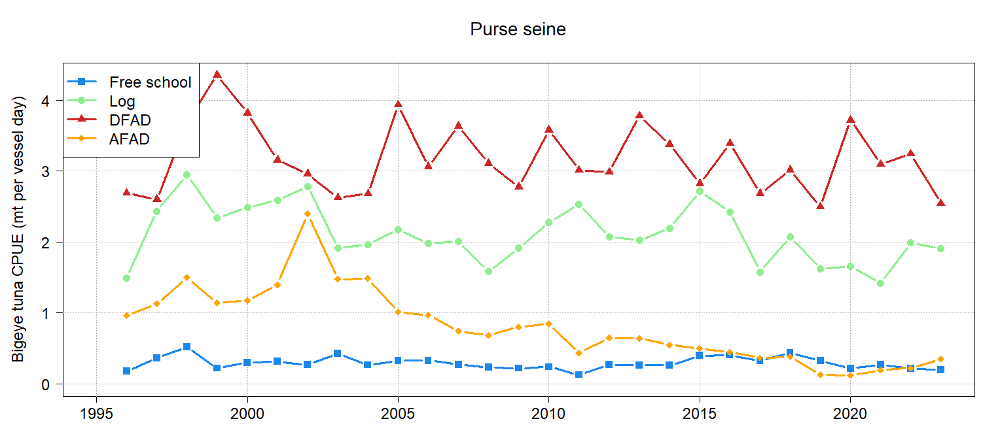 Purse seine
Bigeye tuna CPUE (mt per vessel day)
Free school
Log
DFAD
AFAD
4
3
2
1
0
1995 2000 2005 2010 2015 2020